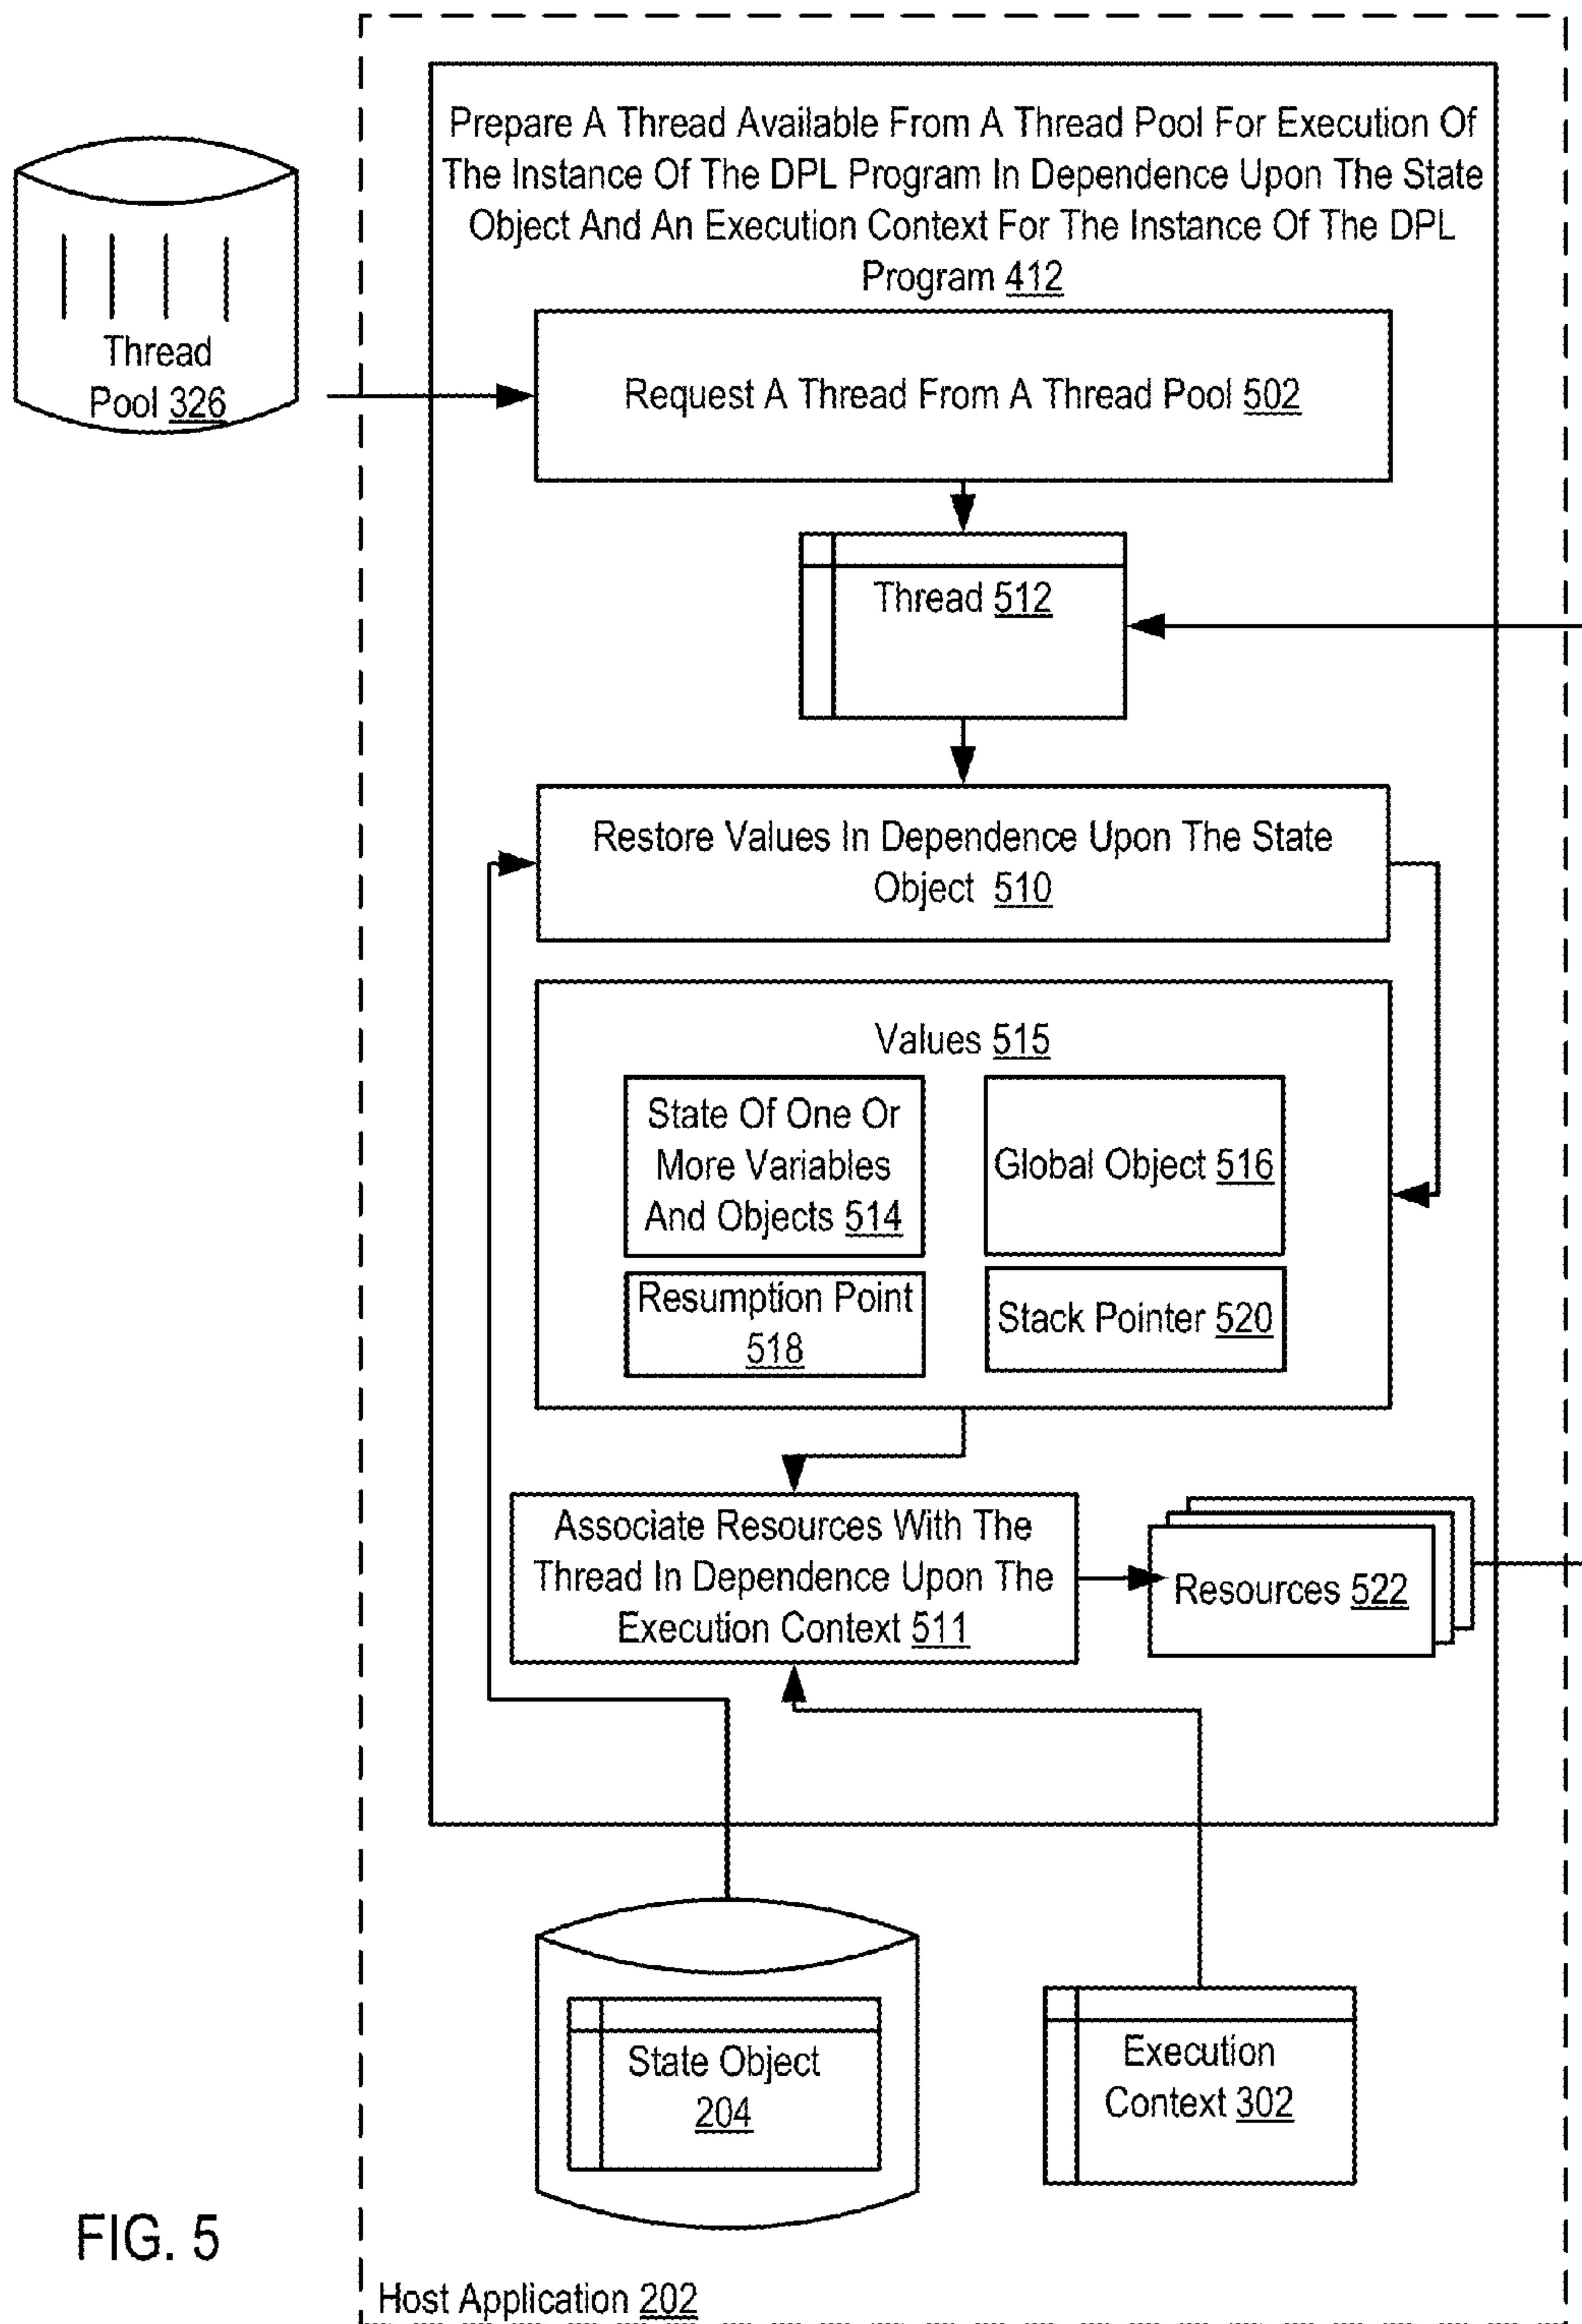 Prepare A Thread Available From A Thread Pool For Execution Of
The Instance Of The DPL Program In Dependence Upon The State
Object And An Execution Context For The Instance Of The DPL
Program 412
Thread
Pool 326
Request A Thread From A Thread Pool 502
Thread 512
Restore Values In Dependence Upon The State
Object 510
Values 515
State Of One Or
More Variables
And Objects 514
Global Object 516
Resumption Point
518
Stack Pointer 520
Associate Resources With The
Thread In Dependence Upon The
Execution Context 511
Resources 522
State Object
204
Execution
Context 302
FIG. 5
Host Application 202